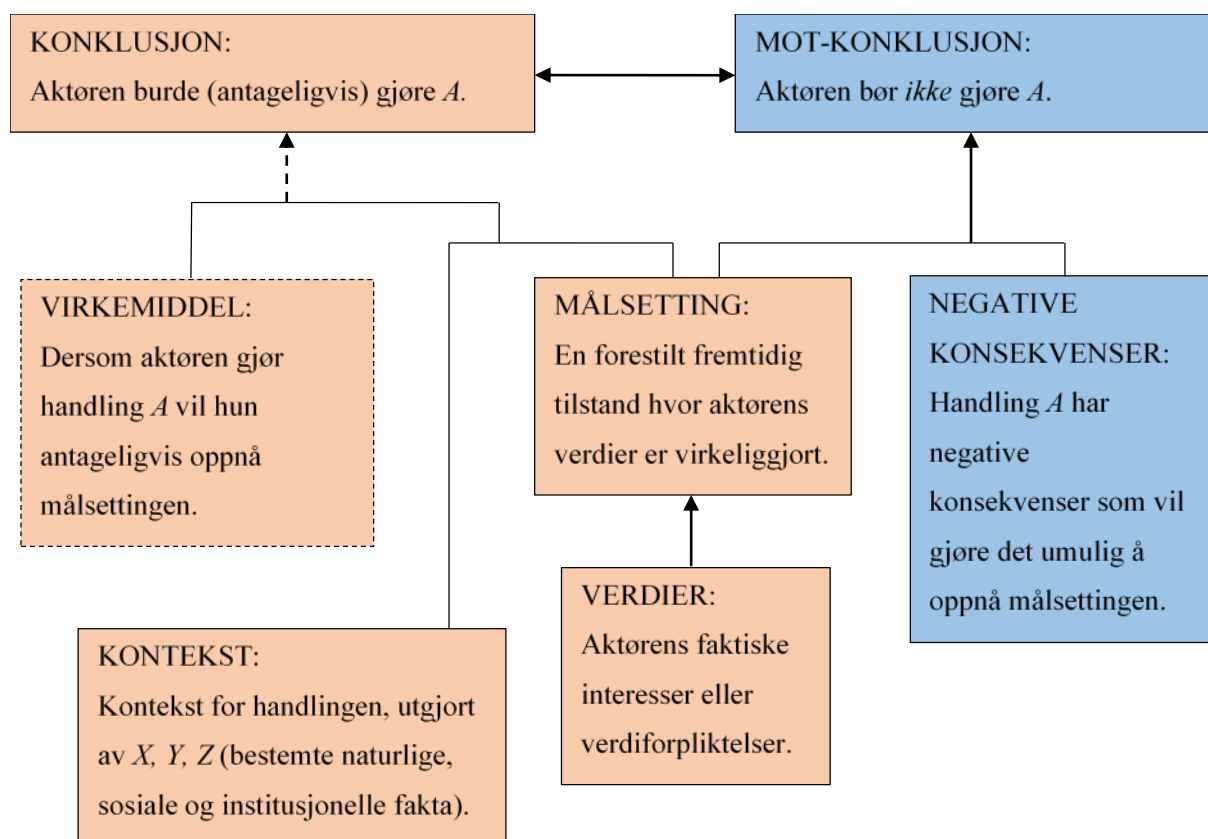 KONKLUSJON:
Aktøren burde (antageligvis) gjøre A.
MOT-KONKLUSJON:
Aktøren bør ikke gjøre A.
VIRKEMIDDEL:
Dersom aktøren gjør
handling A vil hun
antageligvis oppnå
målsettingen.
MÅLSETTING:
En forestilt fremtidig
tilstand hvor aktørens
verdier er virkeliggjort.
NEGATIVE
KONSEKVENSER:
Handling A har
negative
konsekvenser som vil
gjøre det umulig å
oppnå målsettingen.
VERDIER:
Aktørens faktiske
interesser eller
verdiforpliktelser.
KONTEKST:
Kontekst for handlingen, utgjort
av X, Y, Z (bestemte naturlige,
sosiale og institusjonelle fakta).